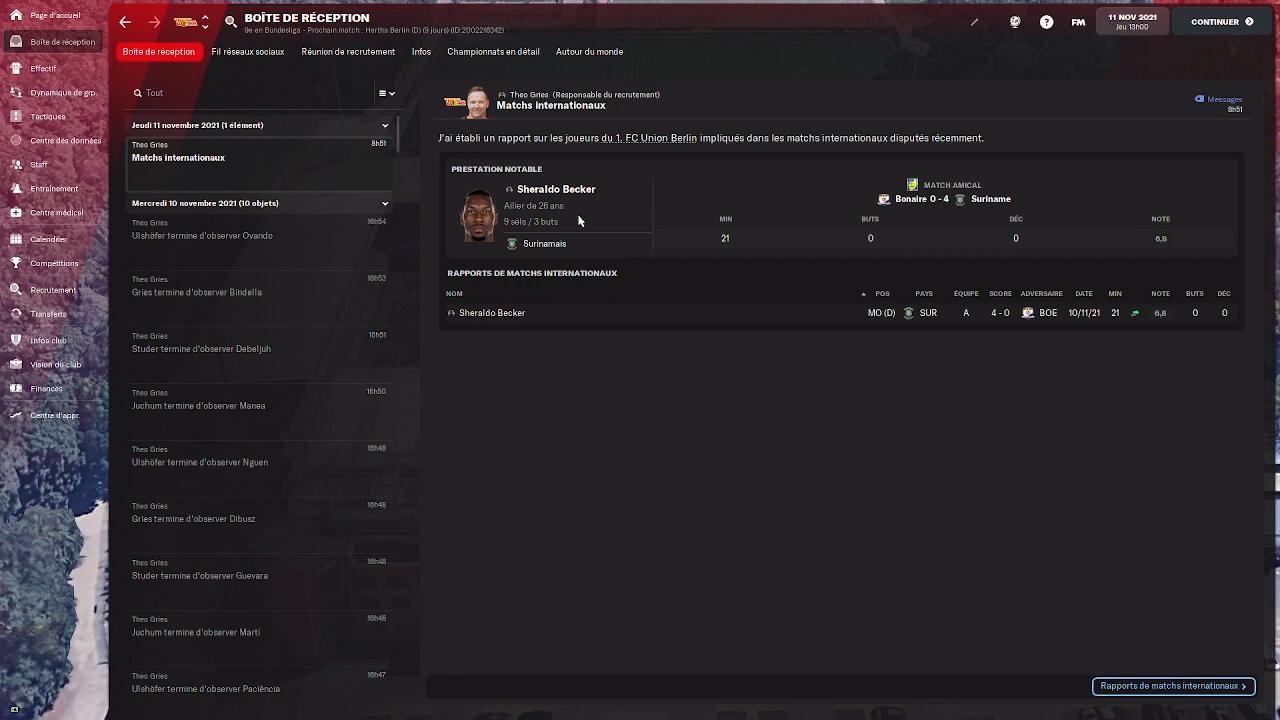 Page d'accueil
Boîte de réception
Effectif
Dynamique de grp.
Tactiques
Centre des données
Staff
Entraînement
Centre médical
Calendrier
Compétitions
Recrutement
Transferts
Infos club
Vision du club
Finances
Centre d'appr.
BOÎTE DE RÉCEPTION
9e en Bundesliga - Prochain match : Hertha Berlin (D) (9 jours) (ID:2002216342)
FM
11 NOV 2021
Jeu 13h00
CONTINUER
Boîte de réception
Fil réseaux sociaux
Réunion de recrutement
Infos
Championnats en détail
Autour du monde
Tout
Jeudi 11 novembre 2021 (1 élément)
Theo Gries 8h51
Matchs internationaux
Mercredi 10 novembre 2021 (10 objets)
Theo Gries 16h54
Ulshöfer termine d'observer Ovando
Theo Gries 16h53
Gries termine d'observer Bindella
Theo Gries 16h51
Studer termine d'observer Debeljuh
Theo Gries 16h50
Juchum termine d'observer Manea
Theo Gries 16h48
Ulshöfer termine d'observer Nguen
Theo Gries 16h48
Gries termine d'observer Dibusz
Theo Gries 16h48
Studer termine d'observer Guevara
Theo Gries 16h48
Juchum termine d'observer Martí
Theo Gries 16h47
Ulshöfer termine d'observer Paciência
Theo Gries (Responsable du recrutement)
Matchs internationaux
Messages
8h51
J'ai établi un rapport sur les joueurs du 1. FC Union Berlin impliqués dans les matchs internationaux disputés récemment.
PRESTATION NOTABLE
Sheraldo Becker
Ailier de 26 ans
9 séls / 3 buts
Surinamais
MATCH AMICAL
Bonaire 0 - 4 Suriname
MIN BUTS DÉC NOTE
21 0 0 6,8
RAPPORTS DE MATCHS INTERNATIONAUX
NOM POS PAYS ÉQUIPE SCORE ADVERSAIRE DATE MIN NOTE BUTS DÉC
Sheraldo Becker MO (D) SUR A 4 - 0 BOE 10/11/21 21 6,8 0 0
Rapports de matchs internationaux